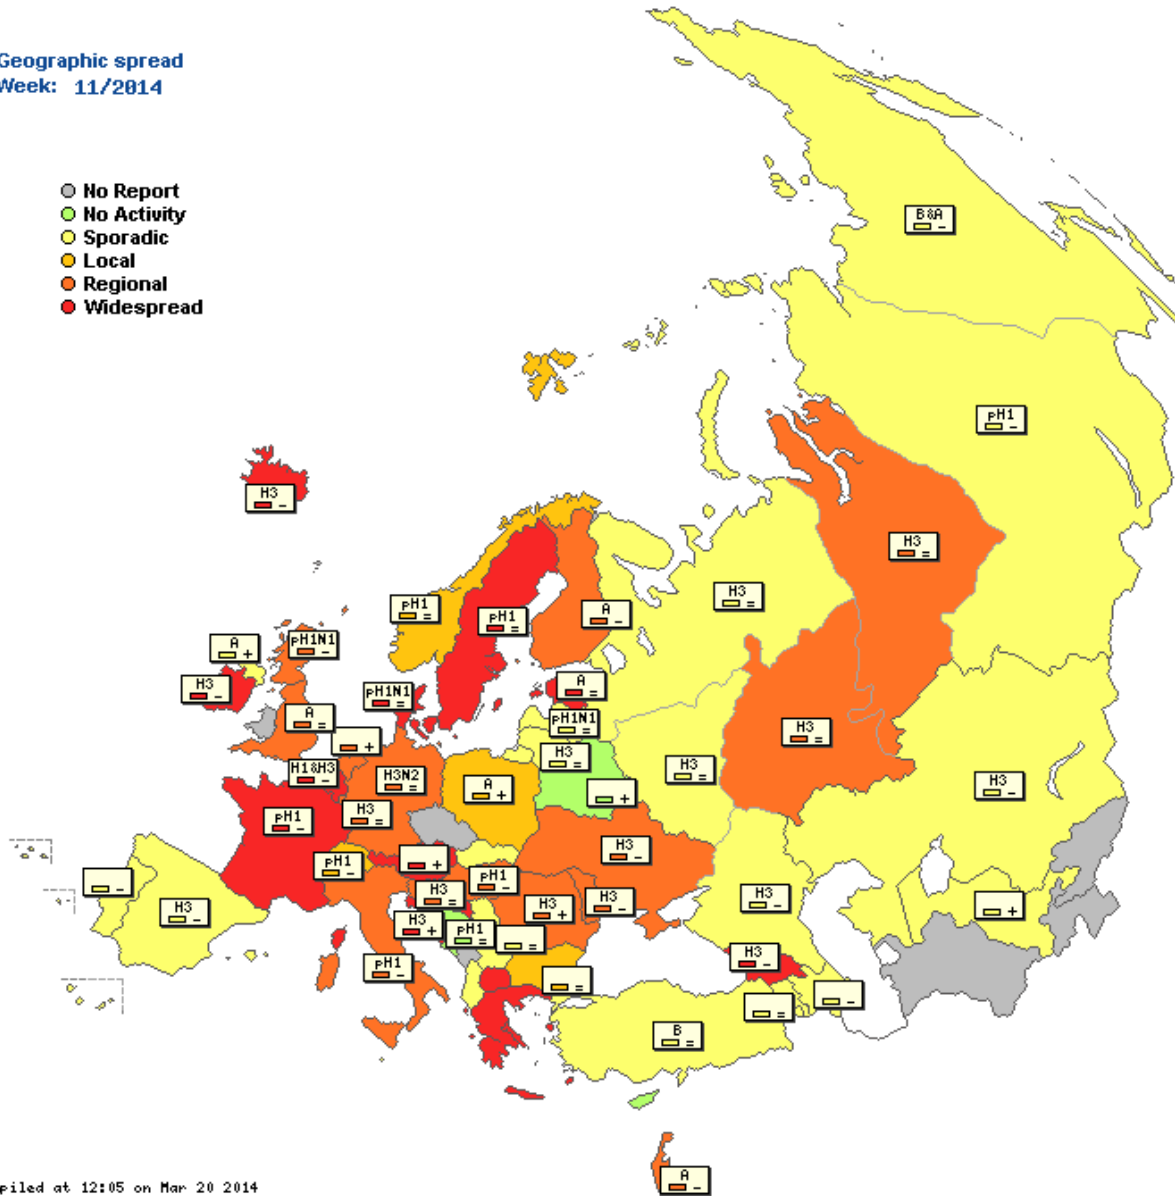 Geographic spread
Week: 11/2014
No Report
No Activity
Sporadic
Local
Regional
Widespread
B&A
-
pH1
-
H3
-
H3
=
H3
=
pH1
=
pH1
=
A
-
A
+
pH1N1
-
H3
-
pH1N1
=
A
=
A
=
pH1N1
=
+
H3
=
H3
=
H3
=
H1&H3
-
H3N2
=
A
+
+
H3
-
H3
=
pH1
-
H3
-
pH1
-
+
-
H3
=
pH1
-
H3
-
H3
-
+
H3
-
H3
+
H3
+
pH1
=
=
H3
-
pH1
-
=
-
=
B
=
A
-
piled at 12:05 on Mar 20 2014